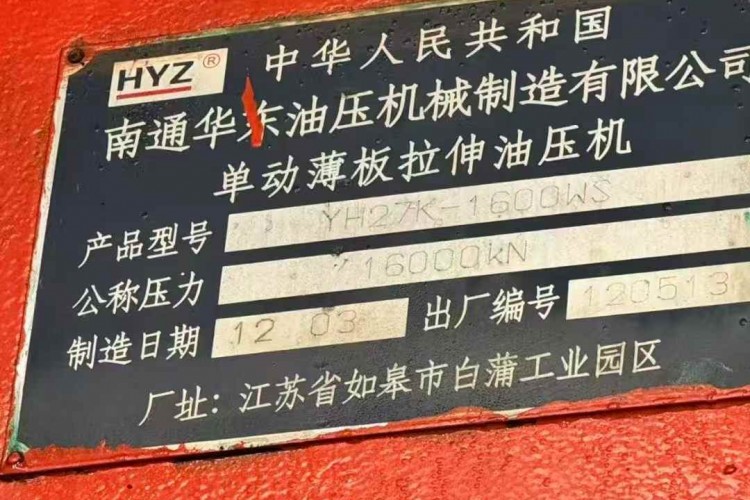 HYZ®
中华人民共和国
南通华东油压机械制造有限公司
单动薄板拉伸油压机
产品型号 YH27K-1600WS
公称压力 16000kN
制造日期 12 03 出厂编号 120513
厂址：江苏省如皋市白蒲工业园区